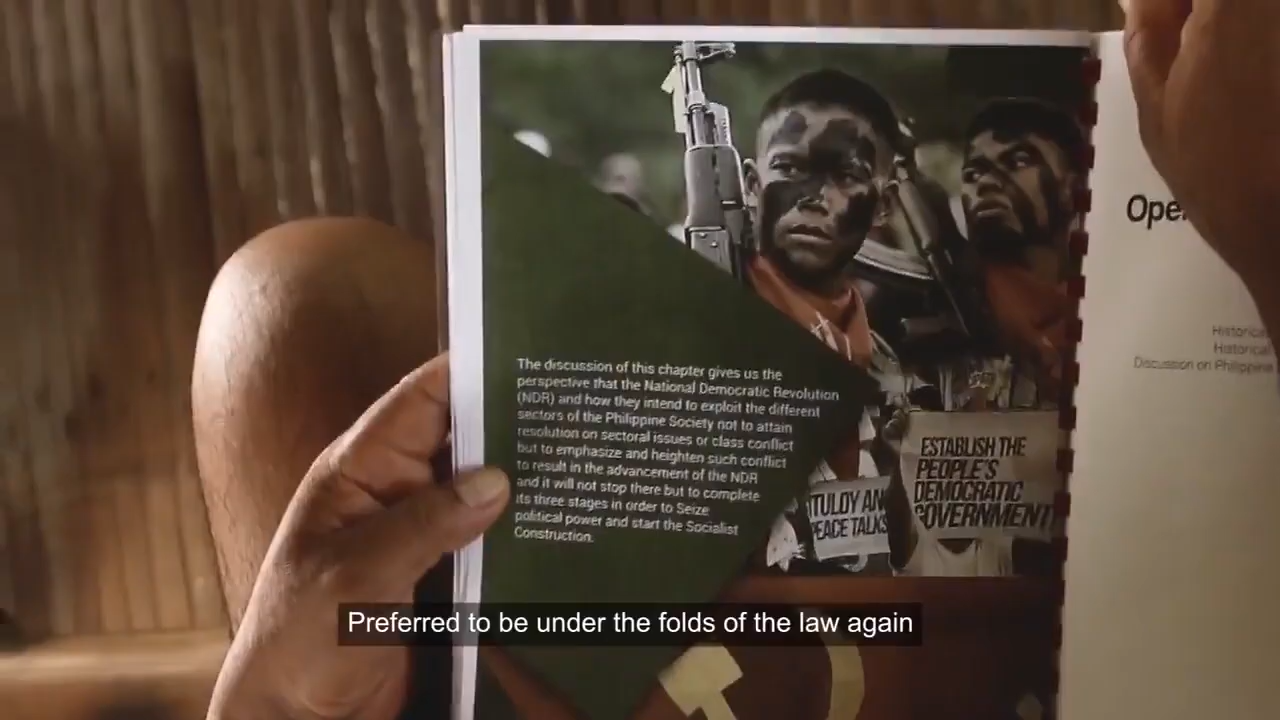 The discussion of this chapter gives us the
perspective that the National Democratic Revolution
(NDR) and how they intend to exploit the different
sectors of the Philippine Society not to attain
resolution on sectoral issues or class conflict
but to emphasize and heighten such conflict
to result in the advancement of the NDR
and it will not stop there but to complete
its three stages in order to Seize
political power and start the Socialist
Construction.
ITULOY AN
PEACE TALKS
ESTABLISH THE
PEOPLE'S
DEMOCRATIC
GOVERNMENT
Historical
Historical
Discussion on Philippine
Preferred to be under the folds of the law again